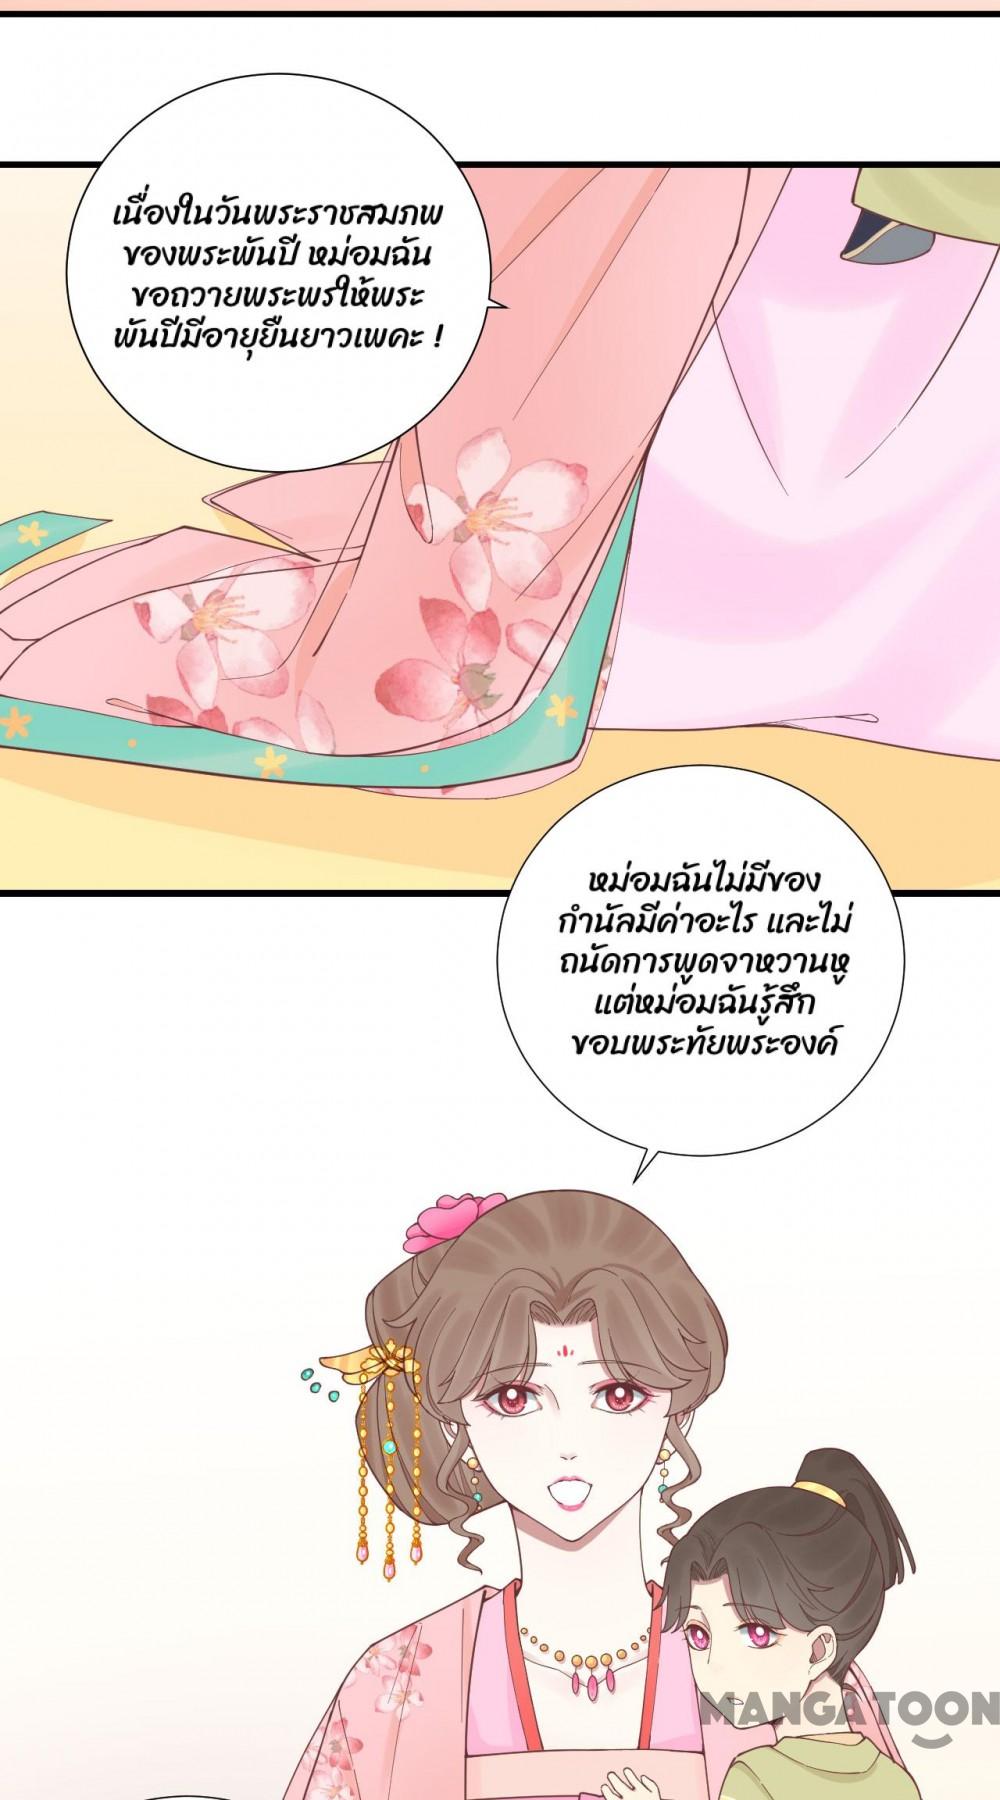 เนื่องในวันพระราชสมภพ
ของพระพันปี หม่อมฉัน
ขอถวายพระพรให้พระ
พันปีมีอายุยืนยาวเพคะ !
หม่อมฉันไม่มีของ
กำนัลมีค่าอะไร และไม่
ถนัดการพูดจาหวานหู
แต่หม่อมฉันรู้สึก
ขอบพระทัยพระองค์
MANGATOON